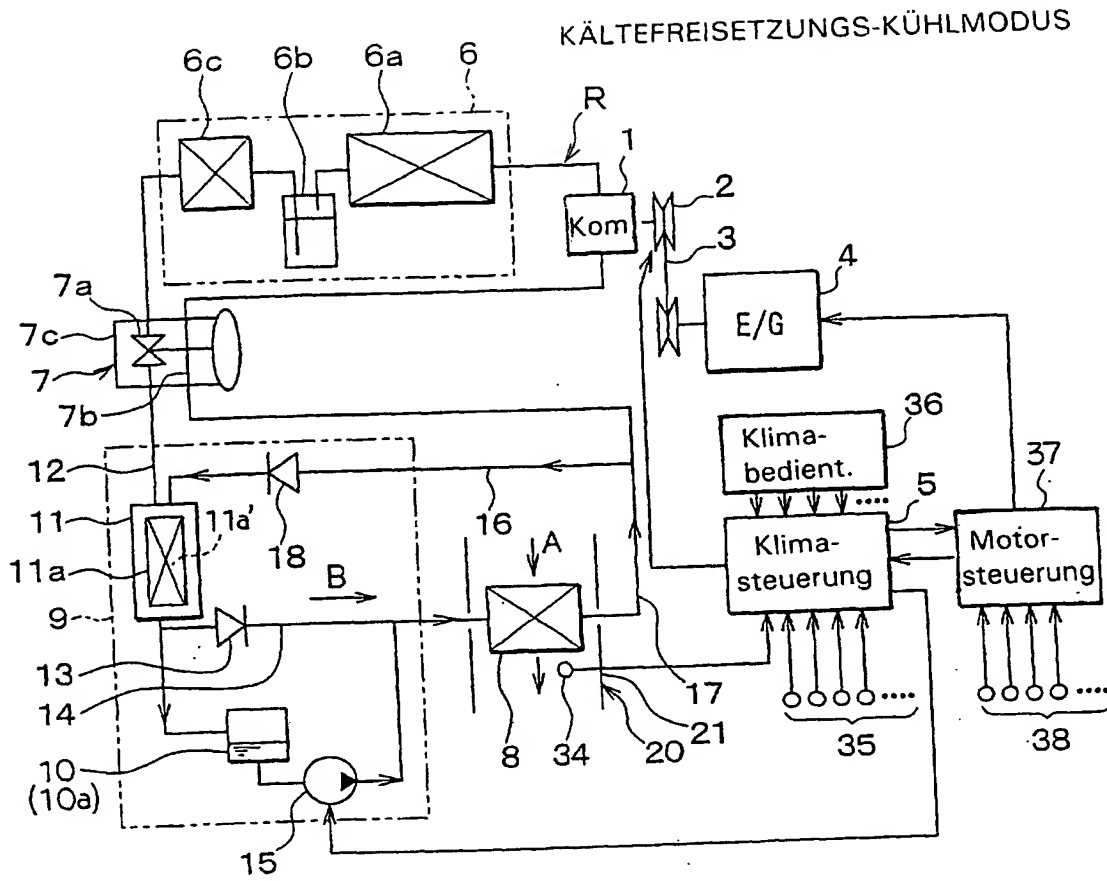 KÄLTEFREISETZUNGS-KÜHLMODUS
6c
6b
6a
6
R
1
2
Kom
3
4
E/G
7a
7c
7
7b
36
Klima-
bedient.
37
5
12
16
11
11a'
18
A
Klima-
steuerung
Motor-
steuerung
11a
B
9
13
17
14
34
21
10
8
20
35
38
(10a)
15